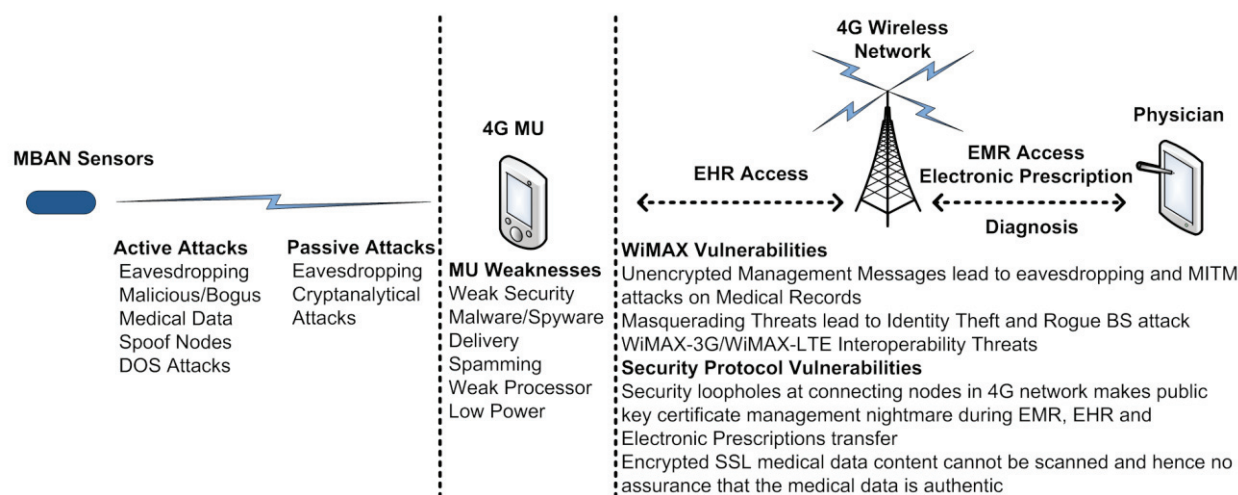 MBAN Sensors
Active Attacks
Eavesdropping
Malicious/Bogus
Medical Data
Spoof Nodes
DOS Attacks
Passive Attacks
Eavesdropping
Cryptanalytical
Attacks
4G MU
MU Weaknesses
Weak Security
Malware/Spyware
Delivery
Spamming
Weak Processor
Low Power
4G Wireless
Network
EHR Access
EMR Access
Electronic Prescription
Diagnosis
Physician
WiMAX Vulnerabilities
Unencrypted Management Messages lead to eavesdropping and MITM
attacks on Medical Records
Masquerading Threats lead to Identity Theft and Rogue BS attack
WiMAX-3G/WiMAX-LTE Interoperability Threats
Security Protocol Vulnerabilities
Security loopholes at connecting nodes in 4G network makes public
key certificate management nightmare during EMR, EHR and
Electronic Prescriptions transfer
Encrypted SSL medical data content cannot be scanned and hence no
assurance that the medical data is authentic